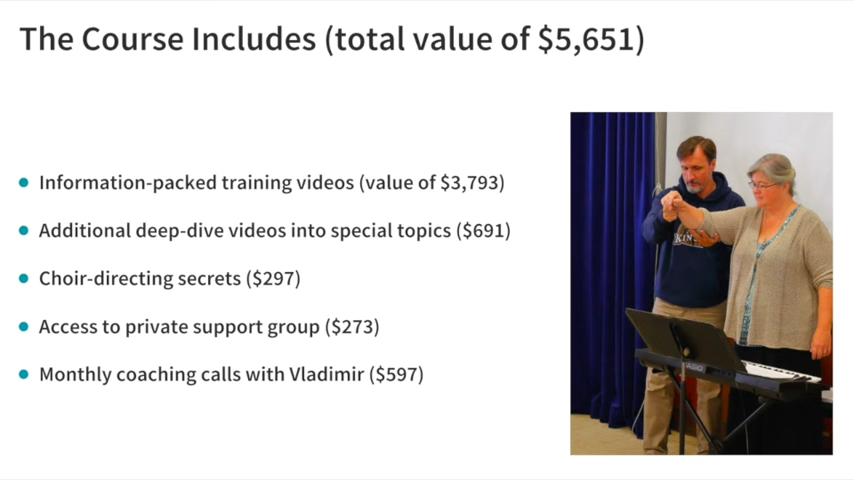 The Course Includes (total value of $5,651)
Information-packed training videos (value of $3,793)
Additional deep-dive videos into special topics ($691)
Choir-directing secrets ($297)
Access to private support group ($273)
Monthly coaching calls with Vladimir ($597)